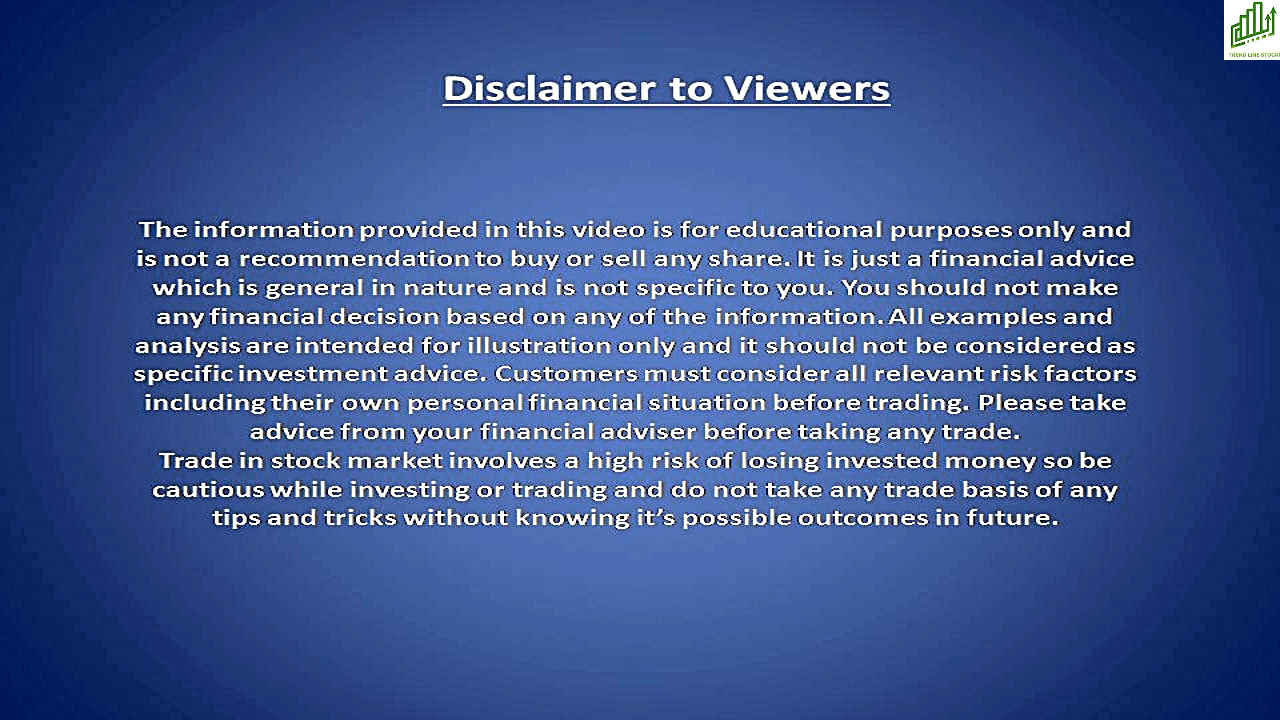 TREND LINE STOCK
Disclaimer to Viewers
The information provided in this video is for educational purposes only and
is not a recommendation to buy or sell any share. It is just a financial advice
which is general in nature and is not specific to you. You should not make
any financial decision based on any of the information. All examples and
analysis are intended for illustration only and it should not be considered as
specific investment advice. Customers must consider all relevant risk factors
including their own personal financial situation before trading. Please take
advice from your financial adviser before taking any trade.
Trade in stock market involves a high risk of losing invested money so be
cautious while investing or trading and do not take any trade basis of any
tips and tricks without knowing it’s possible outcomes in future.